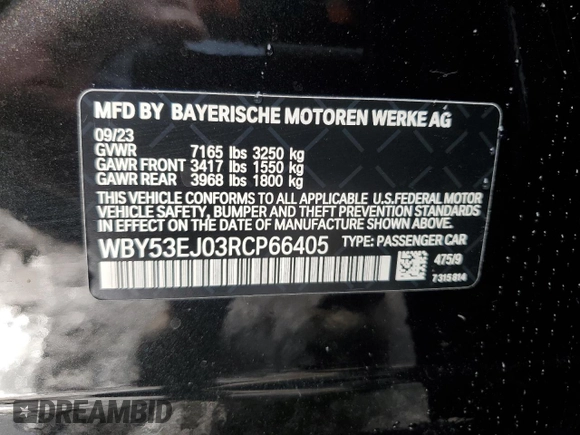 MFD BY BAYERISCHE MOTOREN WERKE AG
09/23
GVWR 7165 lbs 3250 kg
GAWR FRONT 3417 lbs 1550 kg
GAWR REAR 3968 lbs 1800 kg
THIS VEHICLE CONFORMS TO ALL APPLICABLE U.S.FEDERAL MOTOR
VEHICLE SAFETY, BUMPER AND THEFT PREVENTION STANDARDS
IN EFFECT ON THE DATE OF MANUFACTURE SHOWN ABOVE.
WBY53EJ03RCP66405 TYPE: PASSENGER CAR
475/9
7315814
DREAMBID